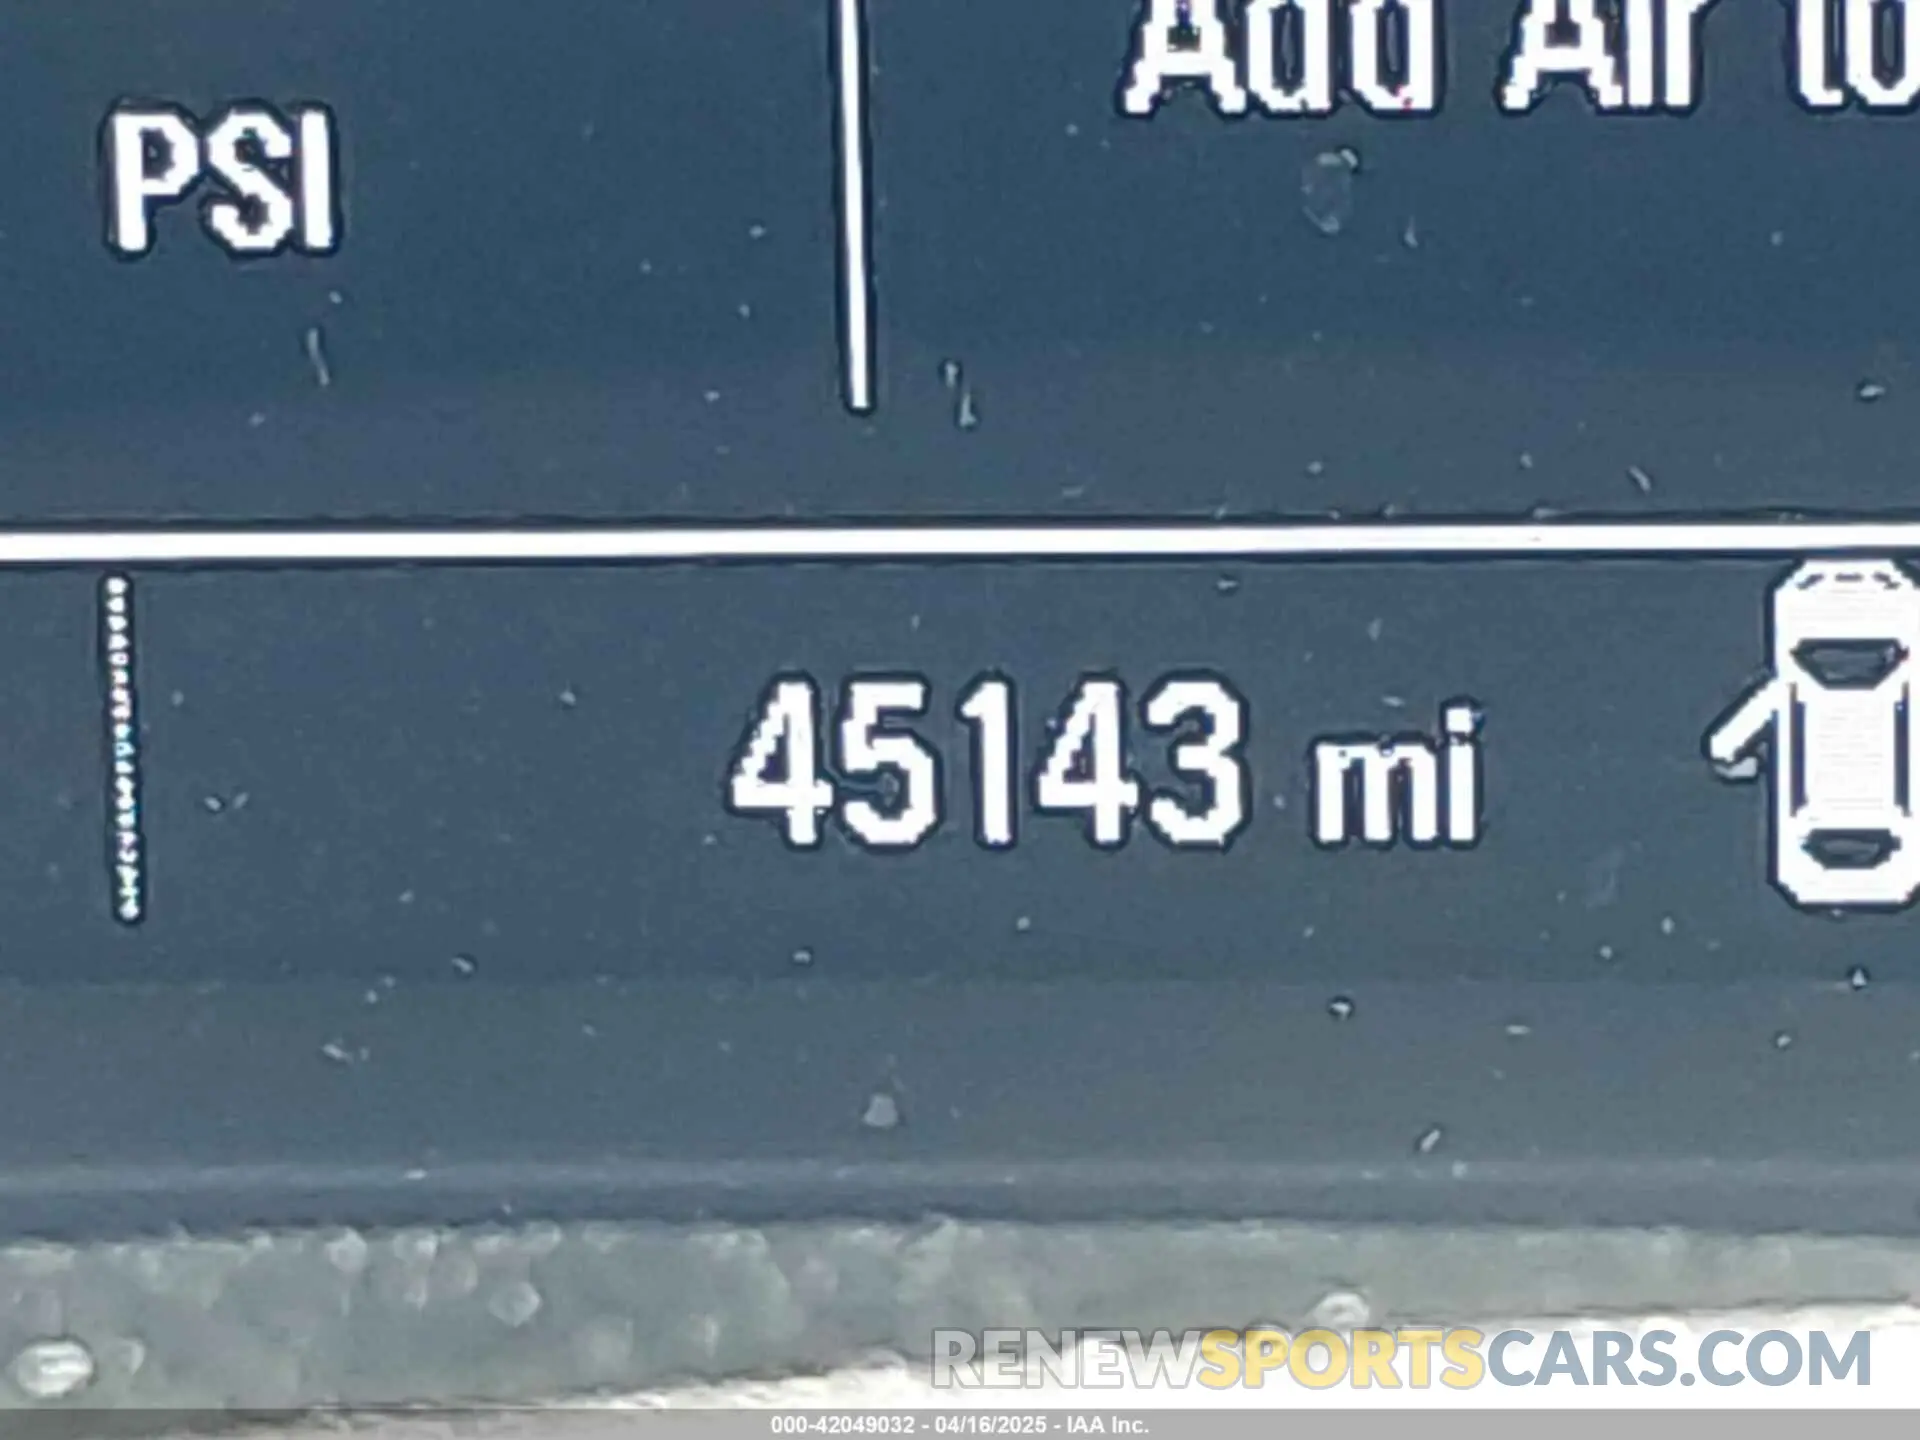 Add Air to
PSI
45143 mi
RENEWSPORTSCARS.COM
000-42049032 - 04/16/2025 - IAA Inc.